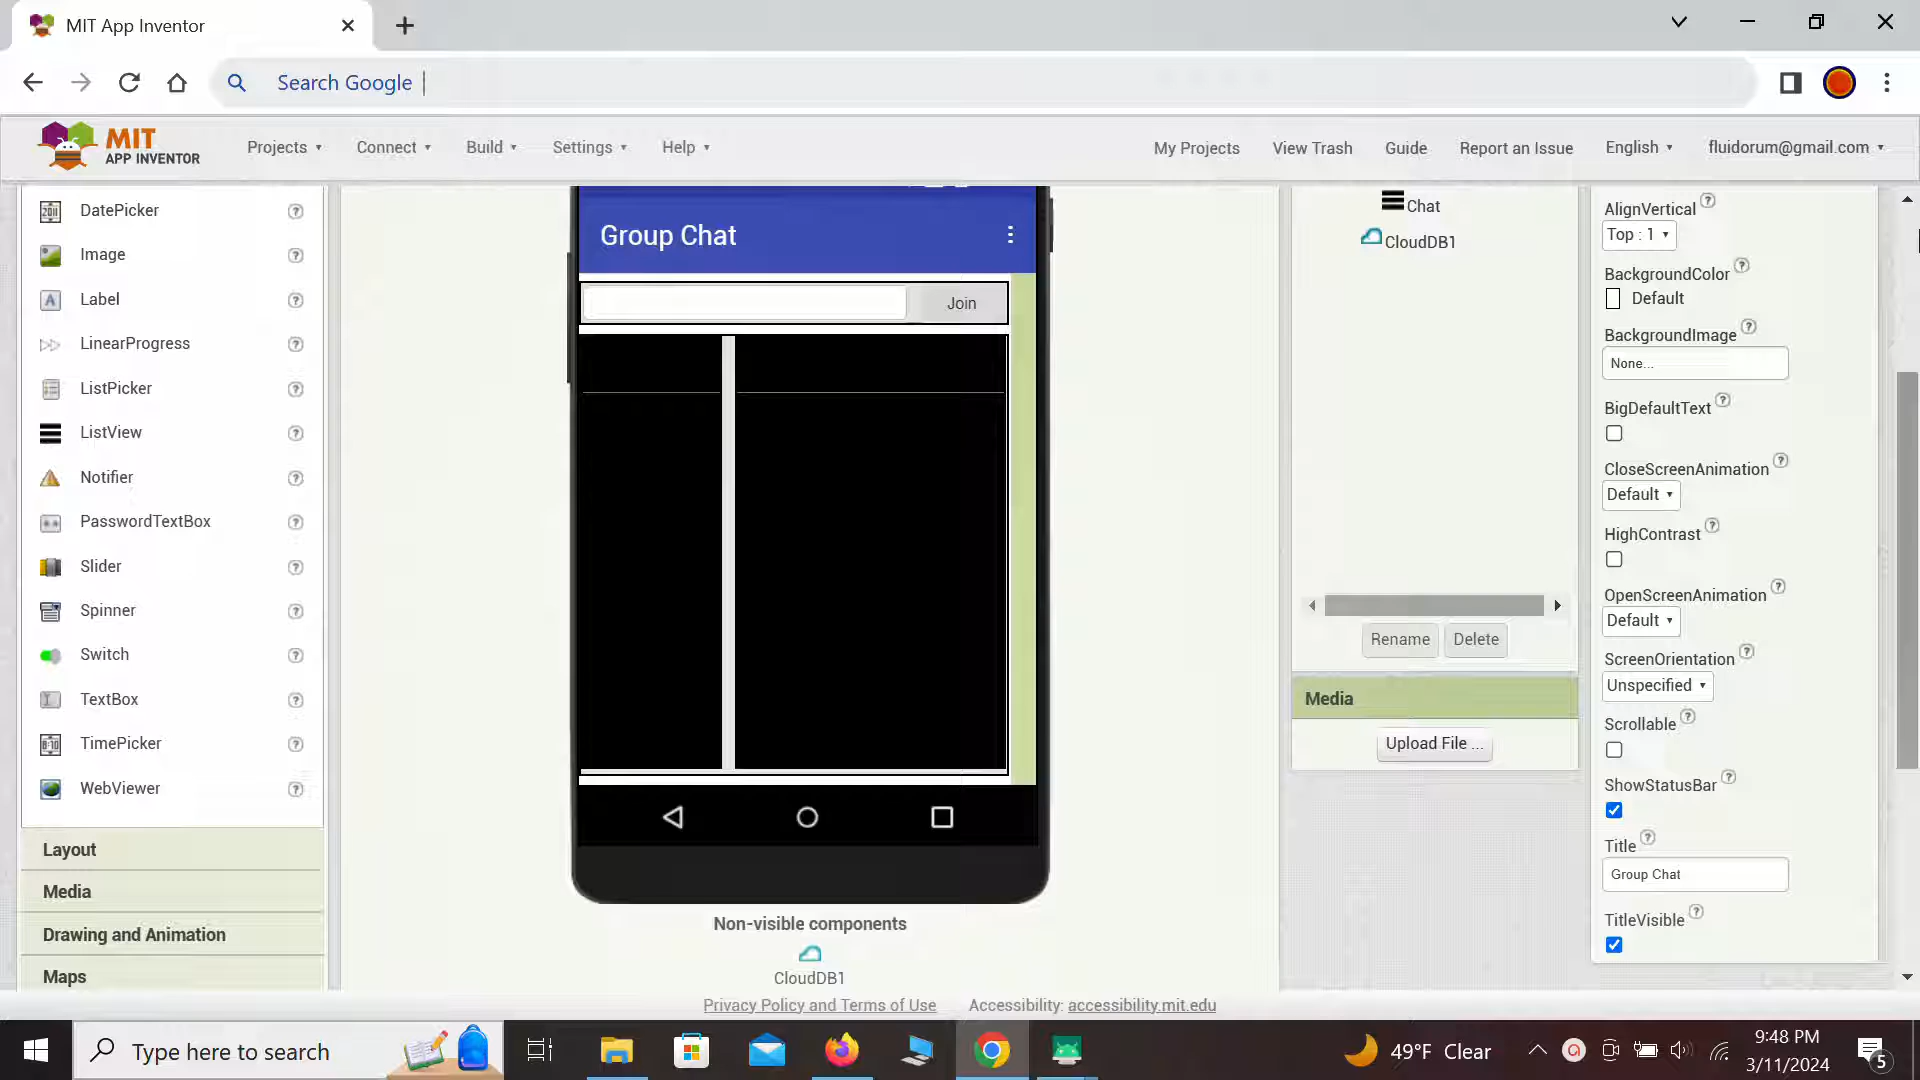 MIT App Inventor
Search Google
MIT
APP INVENTOR
Projects
Connect
Build
Settings
Help
My Projects
View Trash
Guide
Report an Issue
English
fluidorum@gmail.com
DatePicker
Image
Label
LinearProgress
ListPicker
ListView
Notifier
PasswordTextBox
Slider
Spinner
Switch
TextBox
TimePicker
WebViewer
Layout
Media
Drawing and Animation
Maps
Group Chat
Join
Non-visible components
CloudDB1
Privacy Policy and Terms of Use
Accessibility: accessibility.mit.edu
Chat
CloudDB1
Rename
Delete
Media
Upload File ...
AlignVertical
Top : 1
BackgroundColor
Default
BackgroundImage
None...
BigDefaultText
CloseScreenAnimation
Default
HighContrast
OpenScreenAnimation
Default
ScreenOrientation
Unspecified
Scrollable
ShowStatusBar
Title
Group Chat
TitleVisible
Type here to search
49°F Clear
9:48 PM
3/11/2024
5